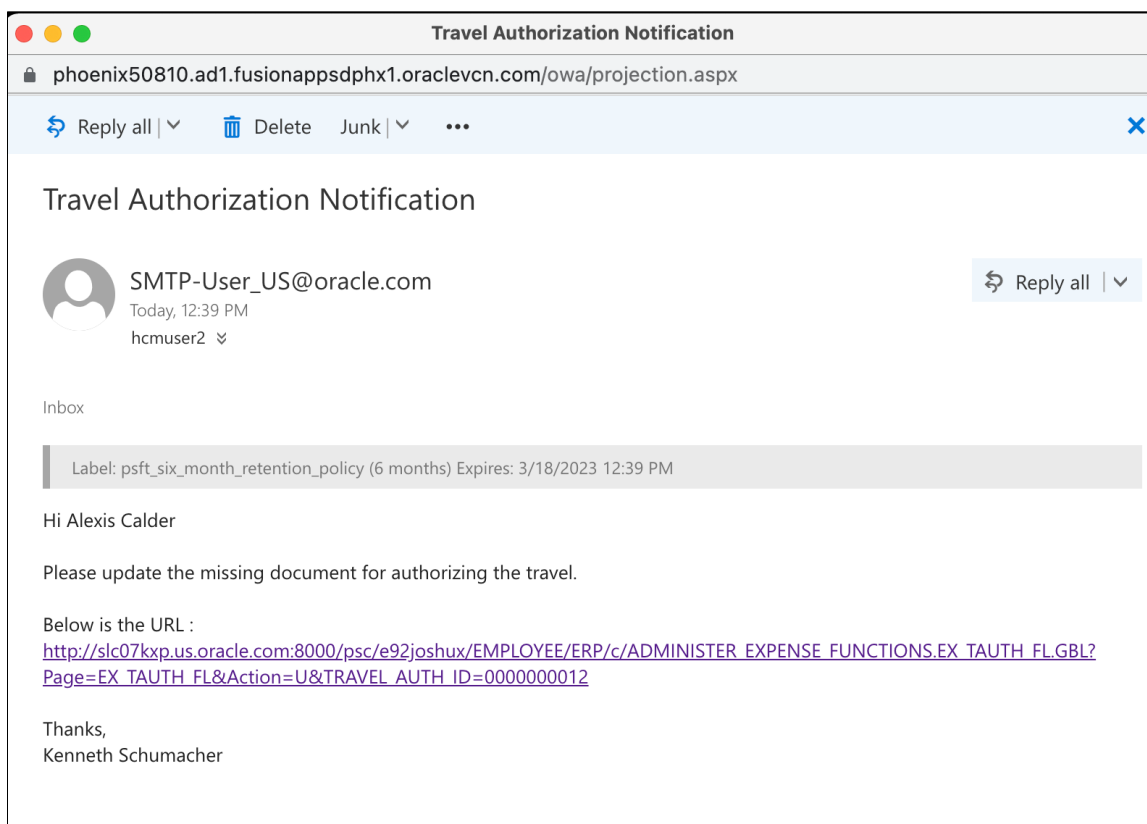 Travel Authorization Notification
phoenix50810.ad1.fusionappsdphx1.oraclevcn.com/owa/projection.aspx
Reply all | Delete Junk | •••
Travel Authorization Notification
SMTP-User_US@oracle.com
Reply all |
Today, 12:39 PM
hcmuser2
Inbox
Label: psft_six_month_retention_policy (6 months) Expires: 3/18/2023 12:39 PM
Hi Alexis Calder
Please update the missing document for authorizing the travel.
Below is the URL :
http://slc07kxp.us.oracle.com:8000/psc/e92joshux/EMPLOYEE/ERP/c/ADMINISTER_EXPENSE_FUNCTIONS.EX_TAUTH_FL.GBL?
Page=EX_TAUTH_FL&Action=U&TRAVEL_AUTH_ID=0000000012
Thanks,
Kenneth Schumacher